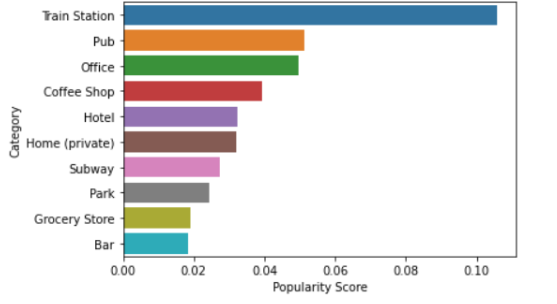 Train Station
Pub
Office
Coffee Shop
Hotel
Home (private)
Subway
Park
Grocery Store
Bar
Category
0.00 0.02 0.04 0.06 0.08 0.10
Popularity Score